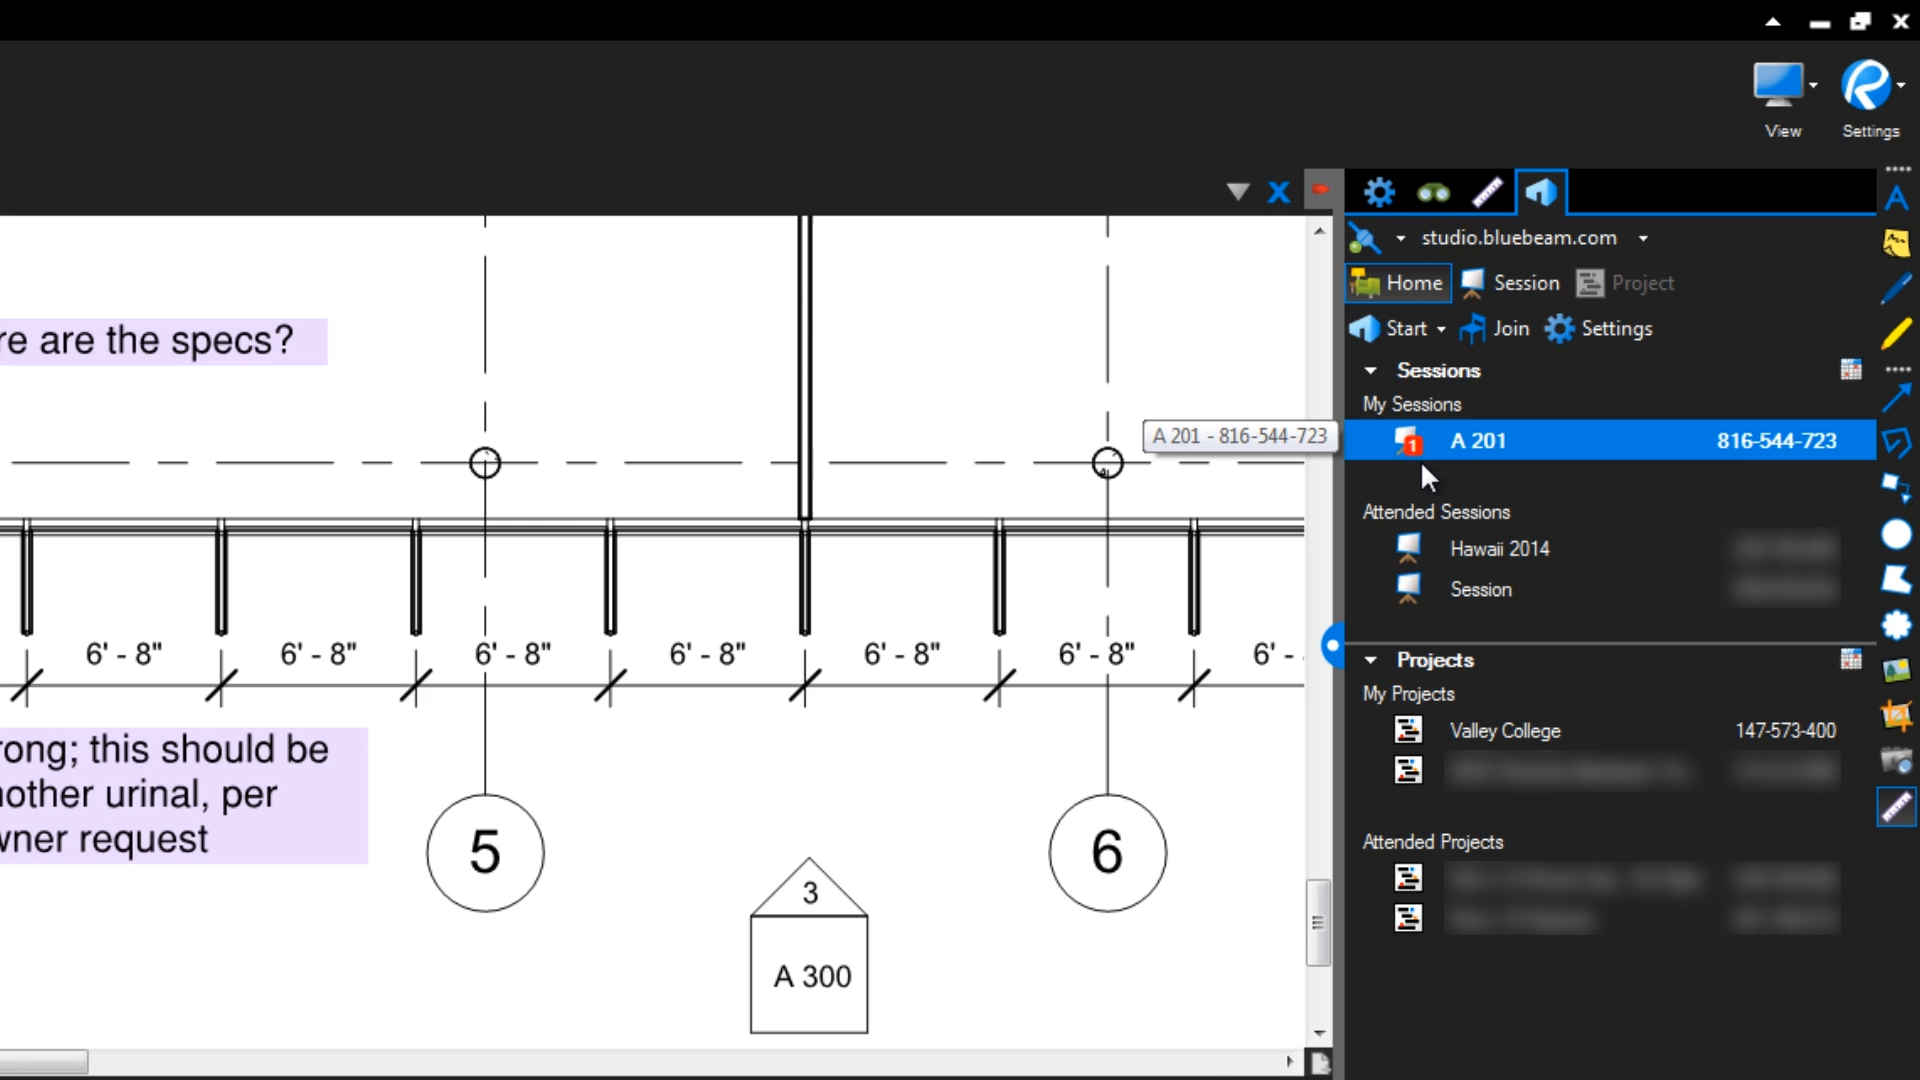 View
Settings
studio.bluebeam.com
Home Session Project
Start Join Settings
Sessions
My Sessions
1 A 201 816-544-723
A 201 - 816-544-723
Attended Sessions
Hawaii 2014
Session
Projects
My Projects
Valley College 147-573-400
Attended Projects
re are the specs?
6' - 8" 6' - 8" 6' - 8" 6' - 8" 6' - 8" 6' - 8" 6' -
rong; this should be
nother urinal, per
wner request
5
6
3
A 300